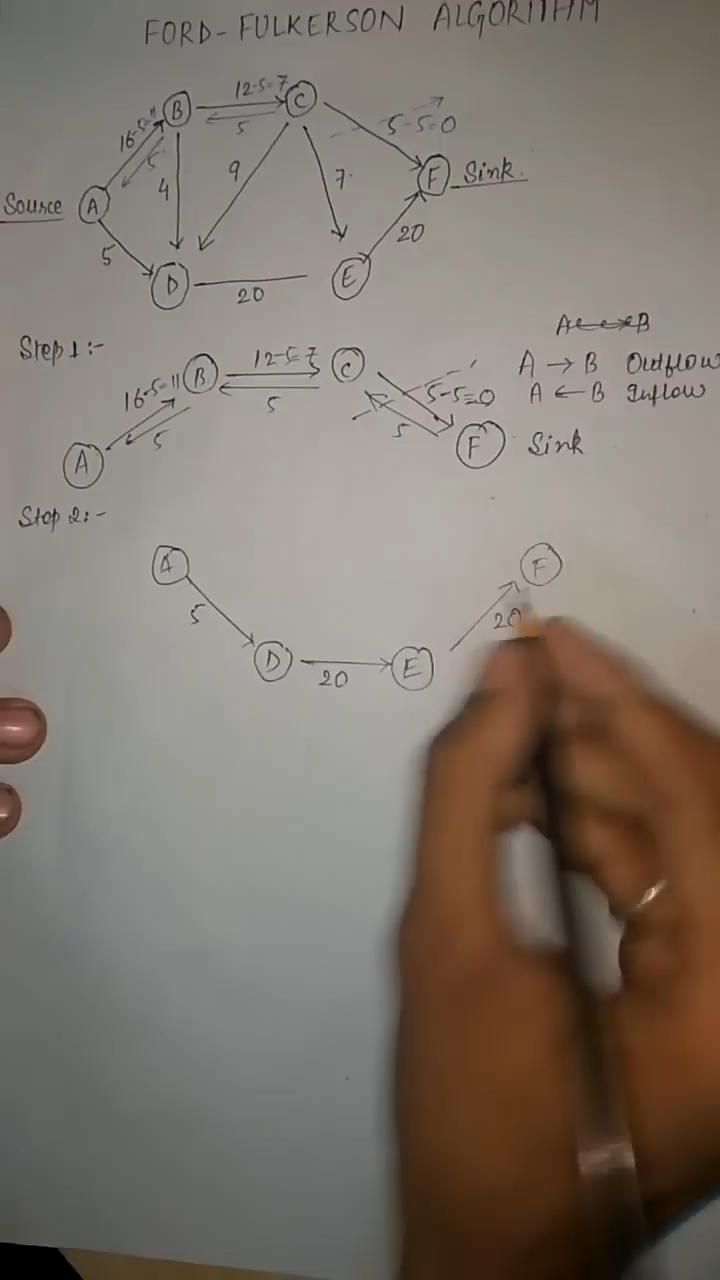 FORD-FULKERSON ALGORITHM
12-5=7
B
C
16-5=11
5
5
5-5=0
4
9
7
F Sink.
Source A
20
5
D
E
20
A ↔ B
Step 1:-
12-5=7
B
C
A → B Outflow
16-5=11
5-5=0
A ← B Inflow
5
5
5
A
F Sink
Stop 2:-
A
F
5
20
D
E
20